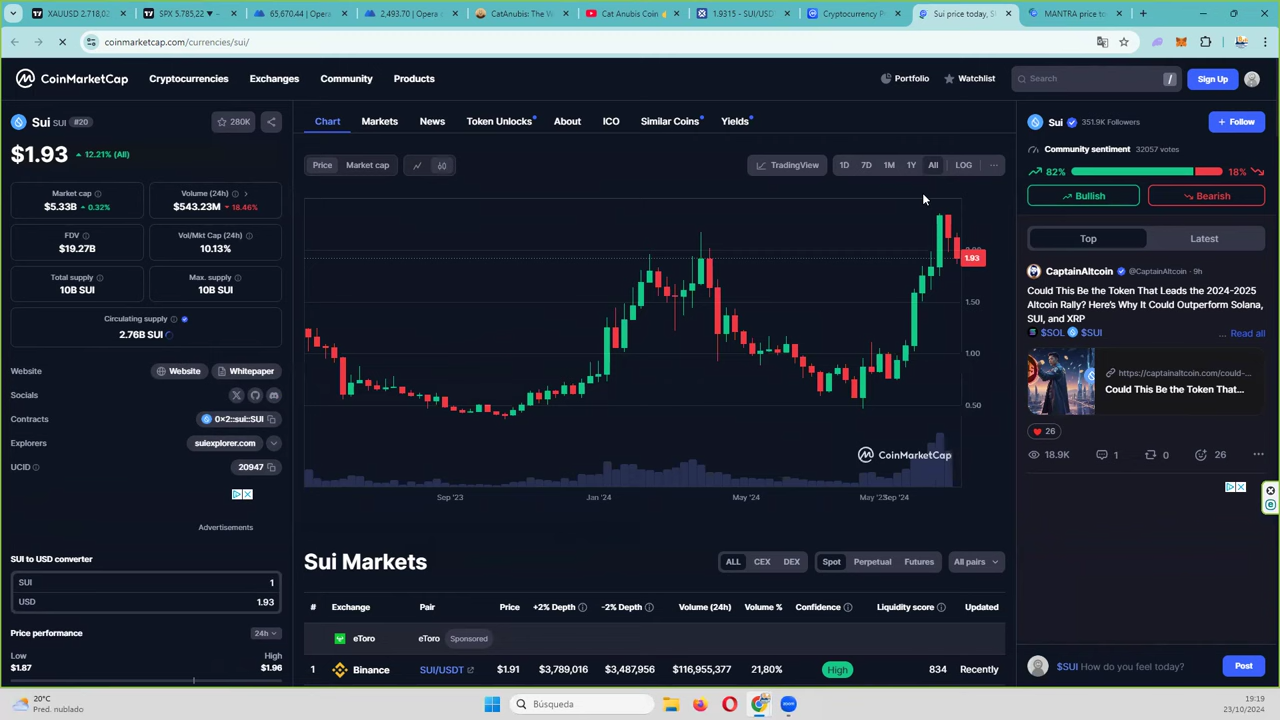 XAUUSD 2.718,0
SPX 5.785,22 ▼
65,670.44 | Opera
2,493.70 | Opera
CatAnubis: The W
Cat Anubis Coin
1.9315 - SUI/USD
Cryptocurrency P
Sui price today, S
MANTRA price to
coinmarketcap.com/currencies/sui/
CoinMarketCap
Cryptocurrencies
Exchanges
Community
Products
Portfolio
Watchlist
Search
/
Sign Up
Sui SUI #20
280K
$1.93
12.21% (All)
Market cap
$5.33B 0.32%
Volume (24h)
$543.23M 18.46%
FDV
$19.27B
Vol/Mkt Cap (24h)
10.13%
Total supply
10B SUI
Max. supply
10B SUI
Circulating supply
2.76B SUI
Website
Website
Whitepaper
Socials
Contracts
0x2::sui::SUI
Explorers
suiexplorer.com
UCID
20947
Advertisements
SUI to USD converter
SUI 1
USD 1.93
Price performance
24h
Low High
$1.87 $1.96
Chart
Markets
News
Token Unlocks
About
ICO
Similar Coins
Yields
Price
Market cap
TradingView
1D
7D
1M
1Y
All
LOG
2.00
1.93
1.50
1.00
0.50
CoinMarketCap
Sep '23
Jan '24
May '24
May '23
Sep '24
Sui Markets
ALL
CEX
DEX
Spot
Perpetual
Futures
All pairs
# Exchange Pair Price +2% Depth -2% Depth Volume (24h) Volume % Confidence Liquidity score Updated
eToro eToro Sponsored
1 Binance SUI/USDT $1.91 $3,789,016 $3,487,956 $116,955,377 21,80% High 834 Recently
Sui 351.9K Followers
Follow
Community sentiment 32057 votes
82% 18%
Bullish
Bearish
Top
Latest
CaptainAltcoin @CaptainAltcoin · 9h
Could This Be the Token That Leads the 2024-2025
Altcoin Rally? Here's Why It Could Outperform Solana,
SUI, and XRP
$SOL $SUI ... Read all
https://captainaltcoin.com/could-...
Could This Be the Token That...
26
18.9K 1 0 26
$SUI How do you feel today?
Post
20°C
Pred. nublado
Búsqueda
zoom
19:19
23/10/2024